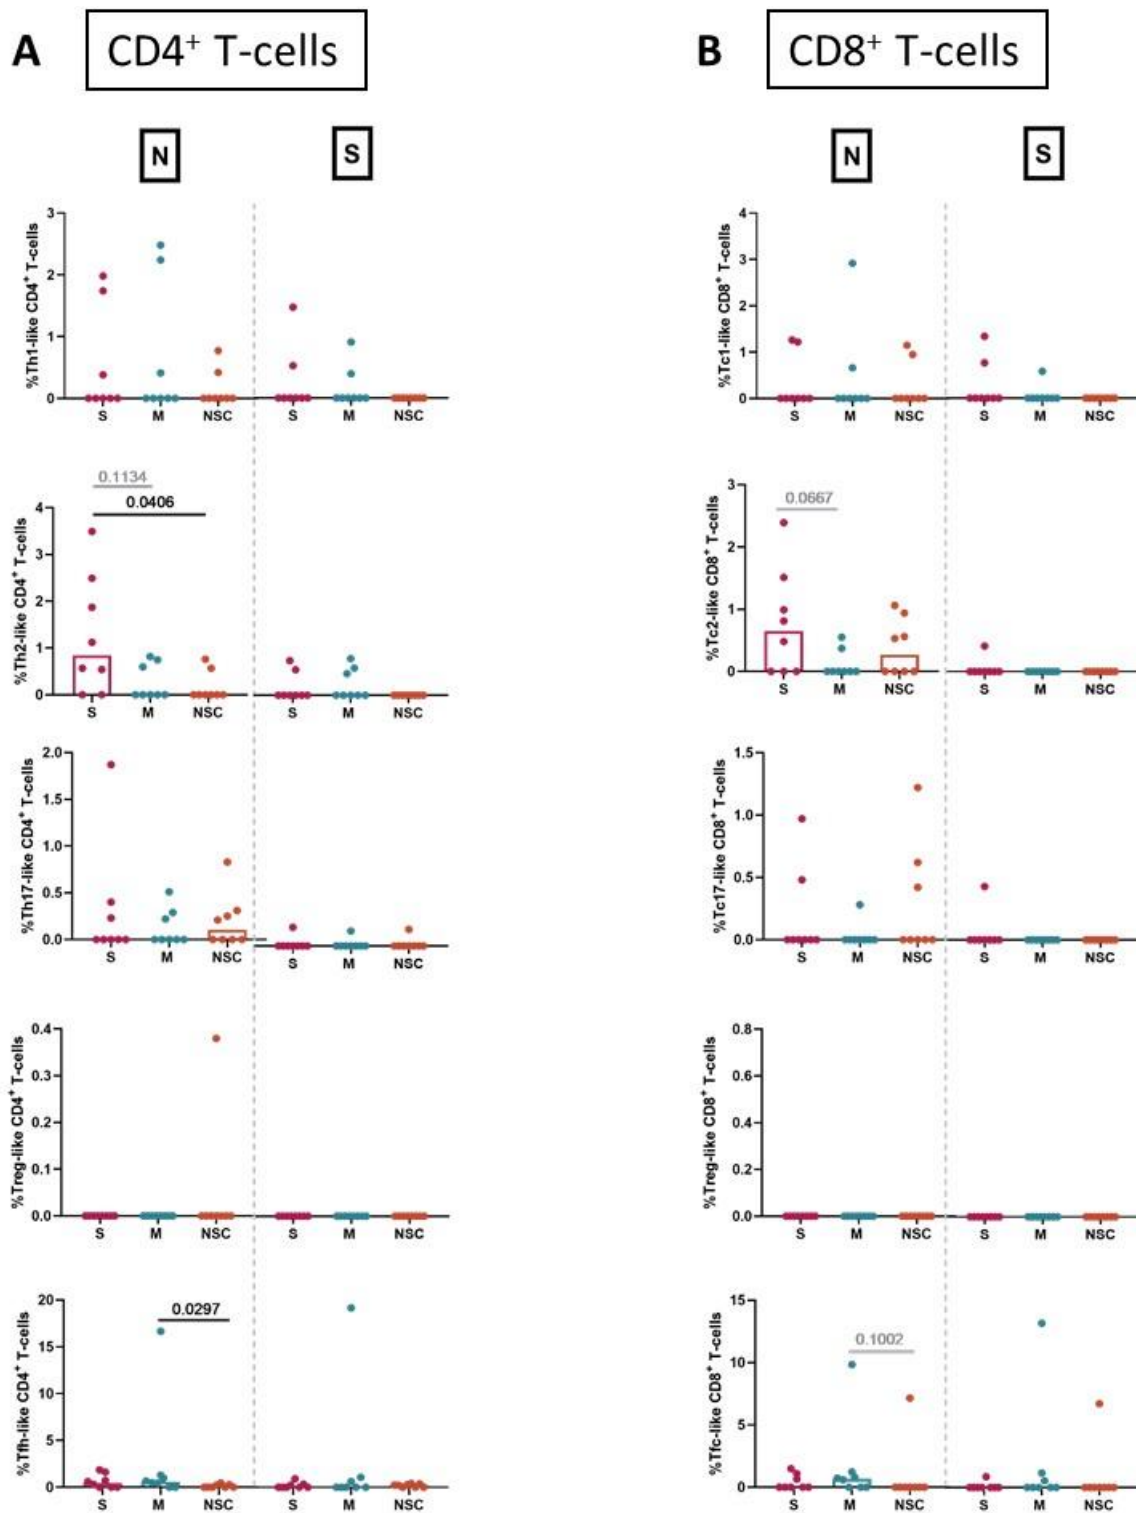 A CD4+ T-cells
B CD8+ T-cells
N S
N S
%Th1-like CD4+ T-cells
3
2
1
0
S M NSC S M NSC
%Tc1-like CD8+ T-cells
4
3
2
1
0
S M NSC S M NSC
0.1134
0.0406
%Th2-like CD4+ T-cells
4
3
2
1
0
S M NSC S M NSC
0.0667
%Tc2-like CD8+ T-cells
3
2
1
0
S M NSC S M NSC
%Th17-like CD4+ T-cells
2.0
1.5
1.0
0.5
0.0
S M NSC S M NSC
%Tc17-like CD8+ T-cells
1.5
1.0
0.5
0.0
S M NSC S M NSC
%Treg-like CD4+ T-cells
0.4
0.3
0.2
0.1
0.0
S M NSC S M NSC
%Treg-like CD8+ T-cells
0.8
0.6
0.4
0.2
0.0
S M NSC S M NSC
%Tfh-like CD4+ T-cells
20
15
10
5
0
0.0297
S M NSC S M NSC
%Tfc-like CD8+ T-cells
15
10
5
0
0.1002
S M NSC S M NSC